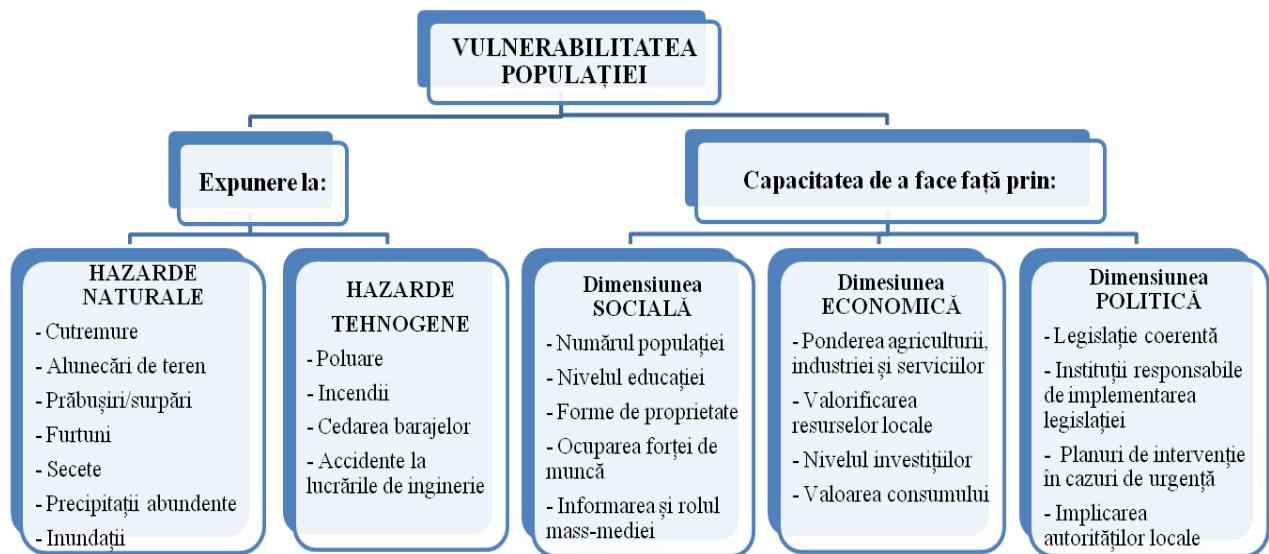 VULNERABILITATEA
POPULAȚIEI
Expunere la:
Capacitatea de a face față prin:
HAZARDE
NATURALE
- Cutremure
- Alunecări de teren
- Prăbușiri/surpări
- Furtuni
- Secete
- Precipitații abundente
- Inundații
HAZARDE
TEHNOGENE
- Poluare
- Incendii
- Cedarea barajelor
- Accidente la
lucrările de inginerie
Dimensiunea
SOCIALĂ
- Numărul populației
- Nivelul educației
- Forme de proprietate
- Ocuparea forței de
muncă
- Informarea și rolul
mass-mediei
Dimesiunea
ECONOMICĂ
- Ponderea agriculturii,
industriei și serviciilor
- Valorificarea
resurselor locale
- Nivelul investițiilor
- Valoarea consumului
Dimensiunea
POLITICĂ
- Legislație coerentă
- Instituții responsabile
de implementarea
legislației
- Planuri de intervenție
în cazuri de urgență
- Implicarea
autorităților locale